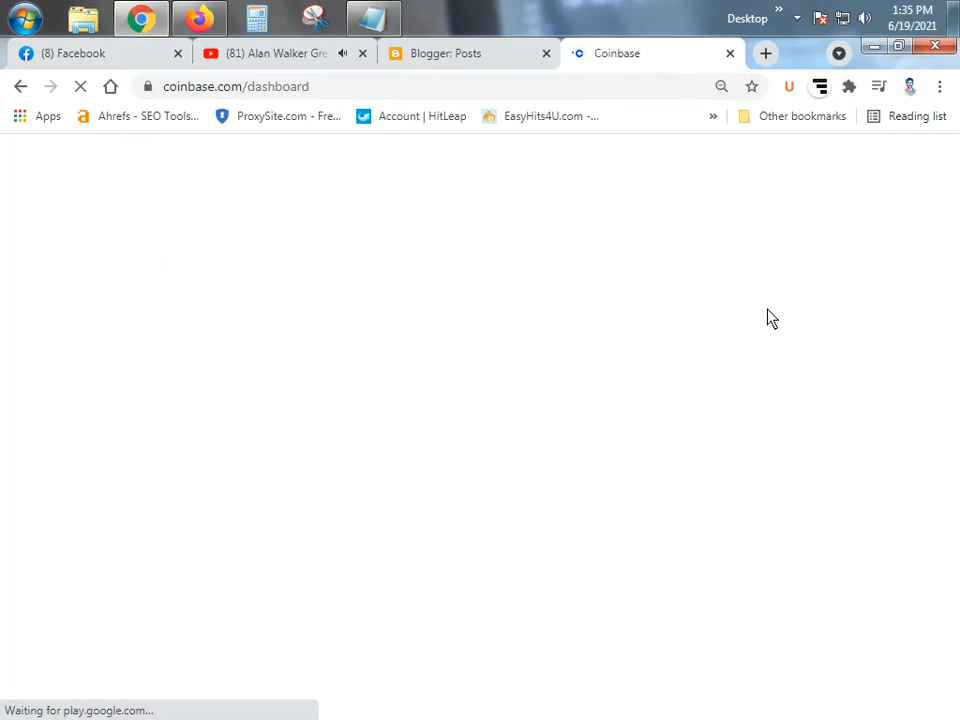 Desktop
»
1:35 PM
6/19/2021
(8) Facebook
(81) Alan Walker Gre
Blogger: Posts
Coinbase
coinbase.com/dashboard
U
Apps
Ahrefs - SEO Tools...
ProxySite.com - Fre...
Account | HitLeap
EasyHits4U.com -...
»
Other bookmarks
Reading list
Waiting for play.google.com...